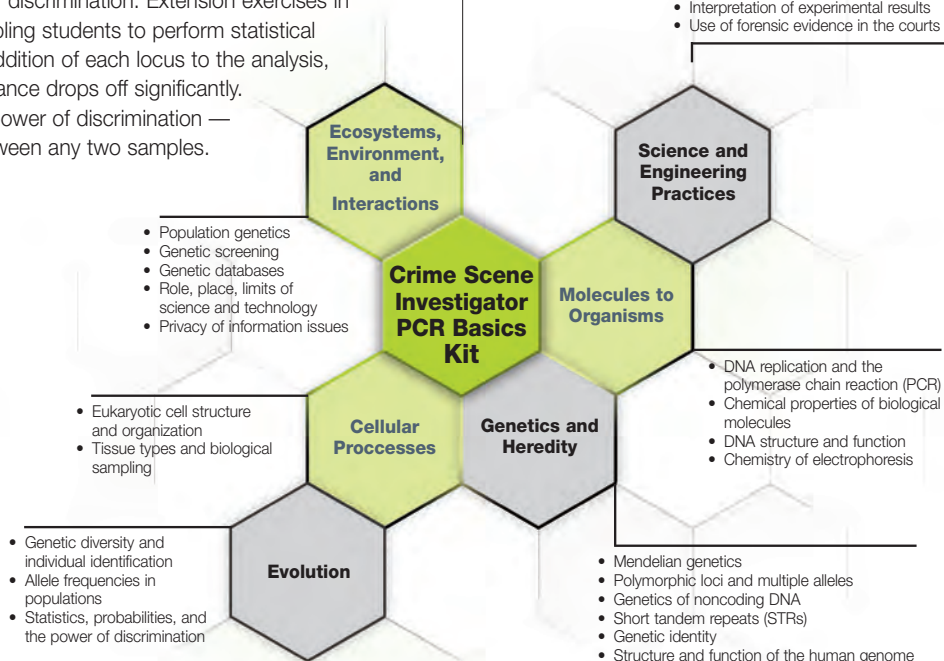 discrimination. Extension exercises in
bling students to perform statistical
ddition of each locus to the analysis,
ance drops off significantly.
ower of discrimination —
ween any two samples.
• Interpretation of experimental results
• Use of forensic evidence in the courts
Ecosystems,
Environment,
and
Interactions
Science and
Engineering
Practices
• Population genetics
• Genetic screening
• Genetic databases
• Role, place, limits of
science and technology
• Privacy of information issues
Crime Scene
Investigator
PCR Basics
Kit
Molecules to
Organisms
• DNA replication and the
polymerase chain reaction (PCR)
• Chemical properties of biological
molecules
• DNA structure and function
• Chemistry of electrophoresis
• Eukaryotic cell structure
and organization
• Tissue types and biological
sampling
Cellular
Proccesses
Genetics and
Heredity
• Genetic diversity and
individual identification
• Allele frequencies in
populations
• Statistics, probabilities, and
the power of discrimination
Evolution
• Mendelian genetics
• Polymorphic loci and multiple alleles
• Genetics of noncoding DNA
• Short tandem repeats (STRs)
• Genetic identity
• Structure and function of the human genome